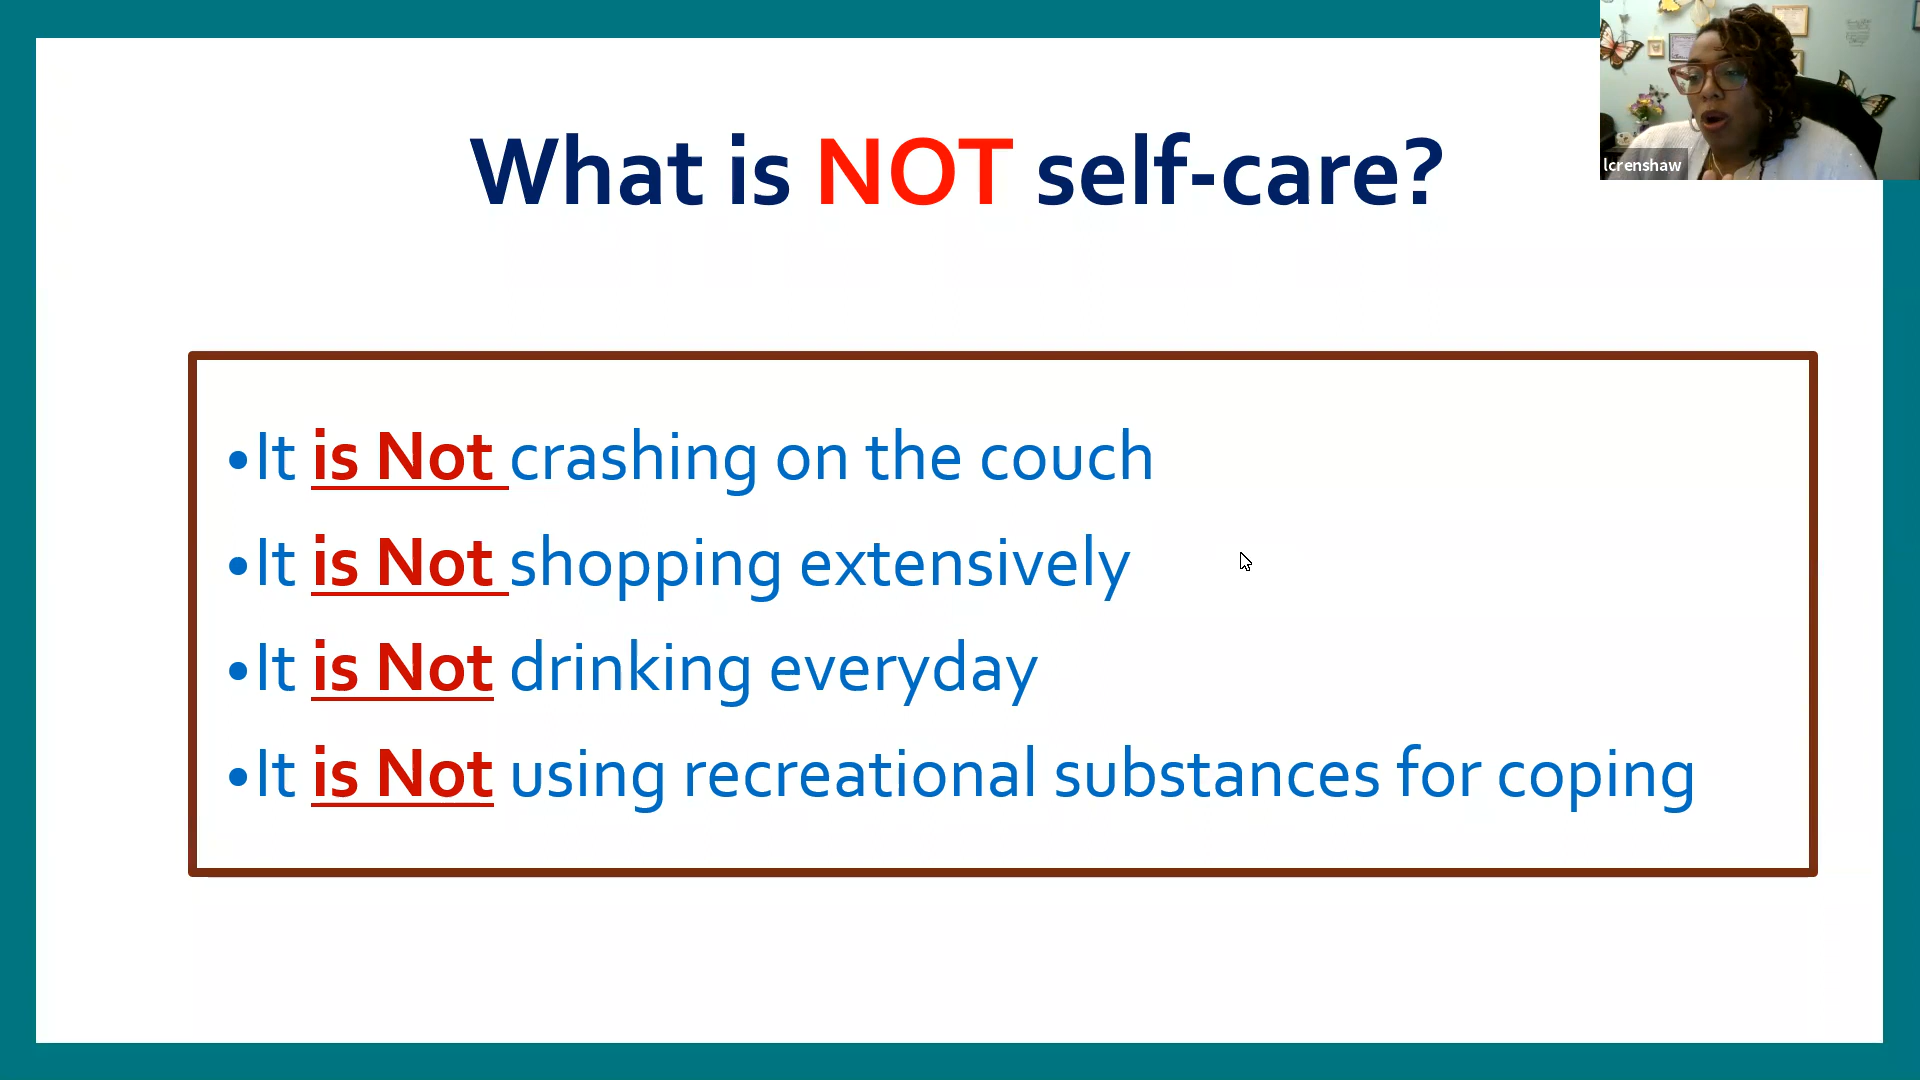 What is NOT self-care?
lcrenshaw
•It is Not crashing on the couch
•It is Not shopping extensively
•It is Not drinking everyday
•It is Not using recreational substances for coping